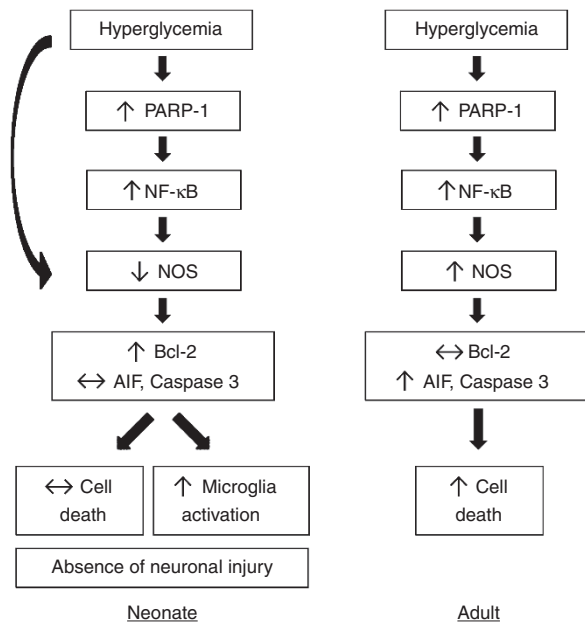 Hyperglycemia
↑ PARP-1
↑ NF-κB
↓ NOS
↑ Bcl-2
↔ AIF, Caspase 3
↔ Cell
death
↑ Microglia
activation
Absence of neuronal injury
Neonate
Hyperglycemia
↑ PARP-1
↑ NF-κB
↑ NOS
↔ Bcl-2
↑ AIF, Caspase 3
↑ Cell
death
Adult